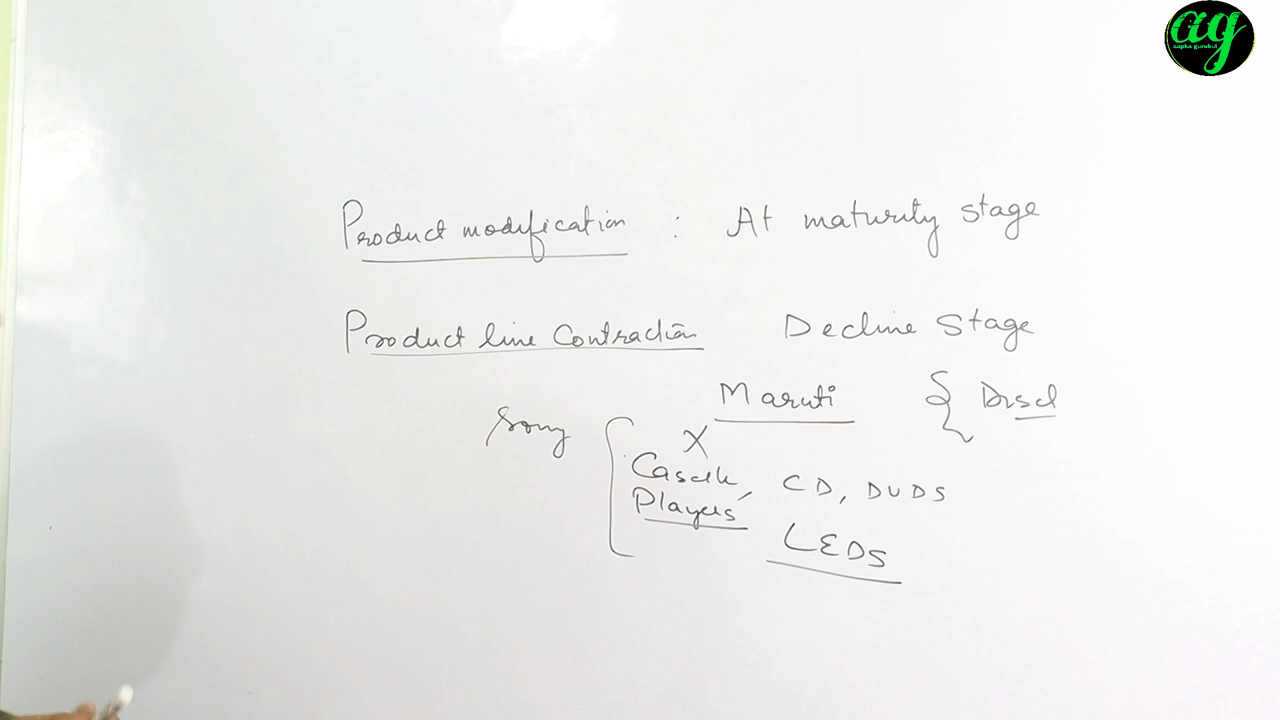 ag
aapka gurukul
Product modification : At maturity stage
Product line Contraction Decline Stage
Maruti { Diesel
Sony { X
Cassette, CD, DVDS
Players
LEDS